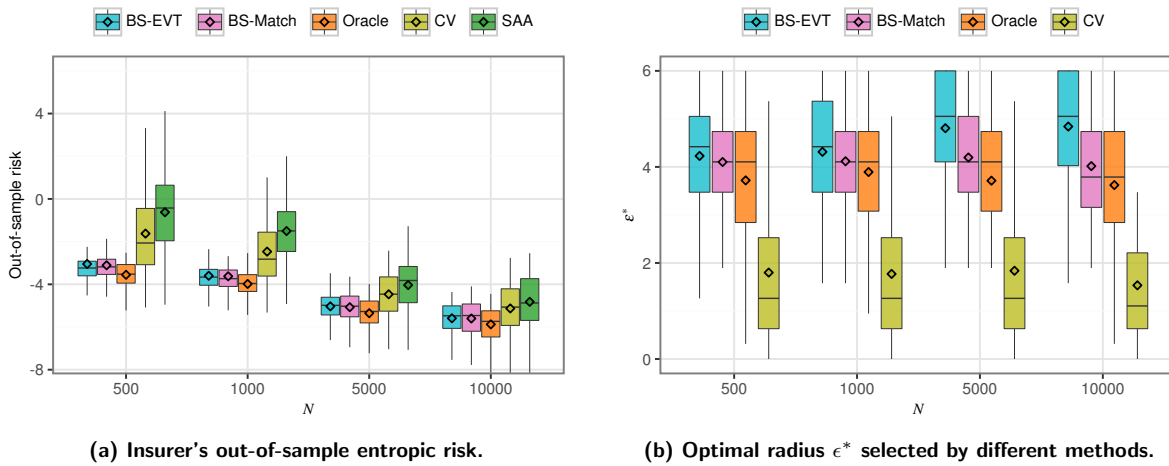 BS-EVT BS-Match Oracle CV SAA
Out-of-sample risk
4
0
-4
-8
500 1000 5000 10000
N
(a) Insurer's out-of-sample entropic risk.
BS-EVT BS-Match Oracle CV
ε*
6
4
2
0
500 1000 5000 10000
N
(b) Optimal radius ϵ* selected by different methods.